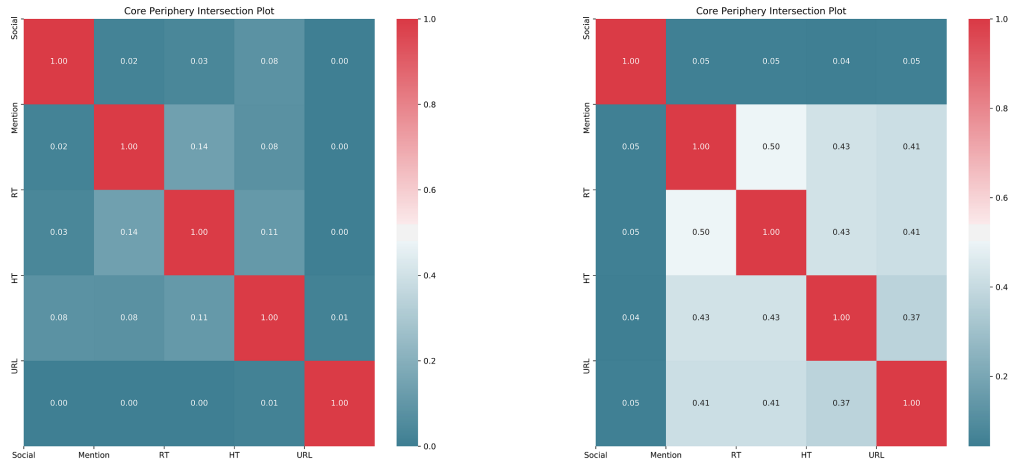 Core Periphery Intersection Plot
Social 1.00 0.02 0.03 0.08 0.00
Mention 0.02 1.00 0.14 0.08 0.00
RT 0.03 0.14 1.00 0.11 0.00
HT 0.08 0.08 0.11 1.00 0.01
URL 0.00 0.00 0.00 0.01 1.00
Social Mention RT HT URL
1.0
0.8
0.6
0.4
0.2
0.0
Core Periphery Intersection Plot
Social 1.00 0.05 0.05 0.04 0.05
Mention 0.05 1.00 0.50 0.43 0.41
RT 0.05 0.50 1.00 0.43 0.41
HT 0.04 0.43 0.43 1.00 0.37
URL 0.05 0.41 0.41 0.37 1.00
Social Mention RT HT URL
1.0
0.8
0.6
0.4
0.2